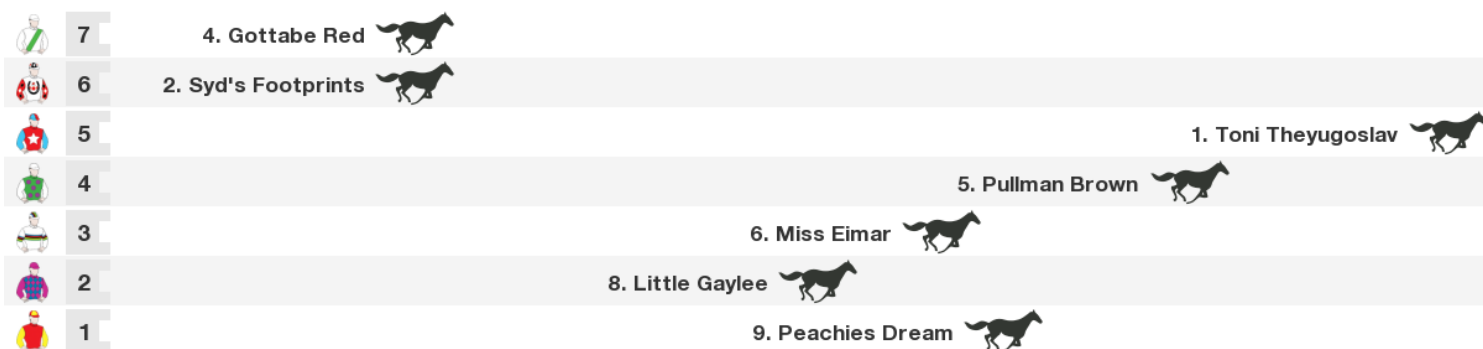 7 4. Gottabe Red
6 2. Syd's Footprints
5 1. Toni Theyugoslav
4 5. Pullman Brown
3 6. Miss Eimar
2 8. Little Gaylee
1 9. Peachies Dream